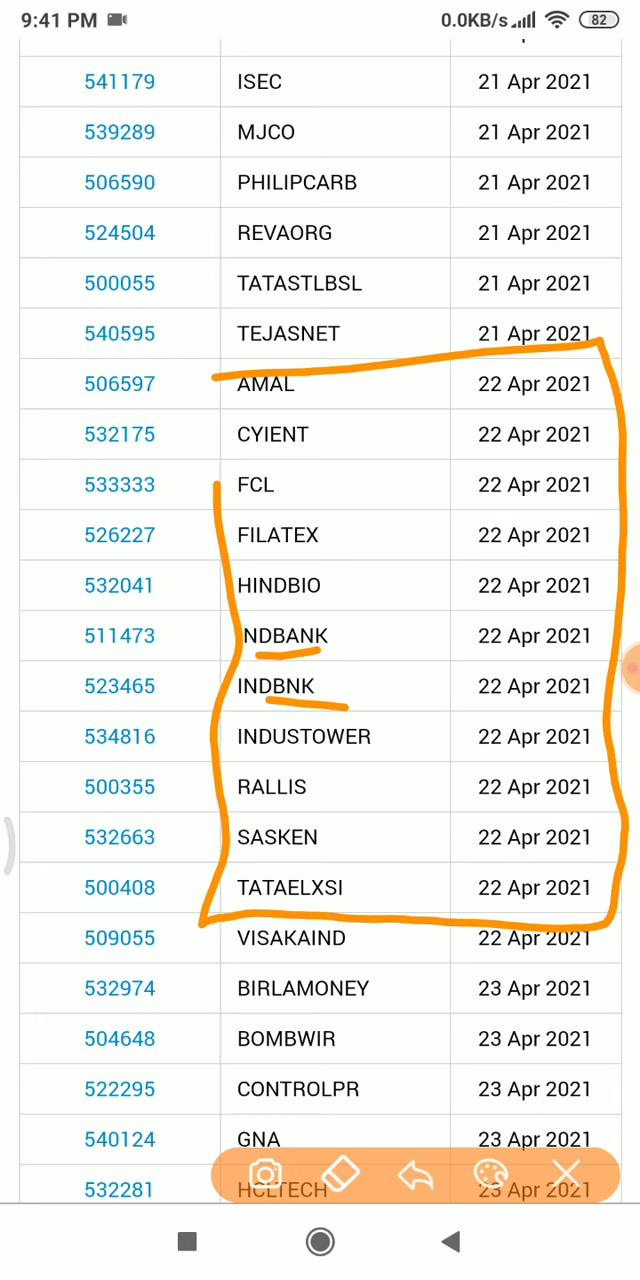 9:41 PM 0.0KB/s 82
541179 ISEC 21 Apr 2021
539289 MJCO 21 Apr 2021
506590 PHILIPCARB 21 Apr 2021
524504 REVAORG 21 Apr 2021
500055 TATASTLBSL 21 Apr 2021
540595 TEJASNET 21 Apr 2021
506597 AMAL 22 Apr 2021
532175 CYIENT 22 Apr 2021
533333 FCL 22 Apr 2021
526227 FILATEX 22 Apr 2021
532041 HINDBIO 22 Apr 2021
511473 INDBANK 22 Apr 2021
523465 INDBNK 22 Apr 2021
534816 INDUSTOWER 22 Apr 2021
500355 RALLIS 22 Apr 2021
532663 SASKEN 22 Apr 2021
500408 TATAELXSI 22 Apr 2021
509055 VISAKAIND 22 Apr 2021
532974 BIRLAMONEY 23 Apr 2021
504648 BOMBWIR 23 Apr 2021
522295 CONTROLPR 23 Apr 2021
540124 GNA 23 Apr 2021
532281 HCLTECH 23 Apr 2021